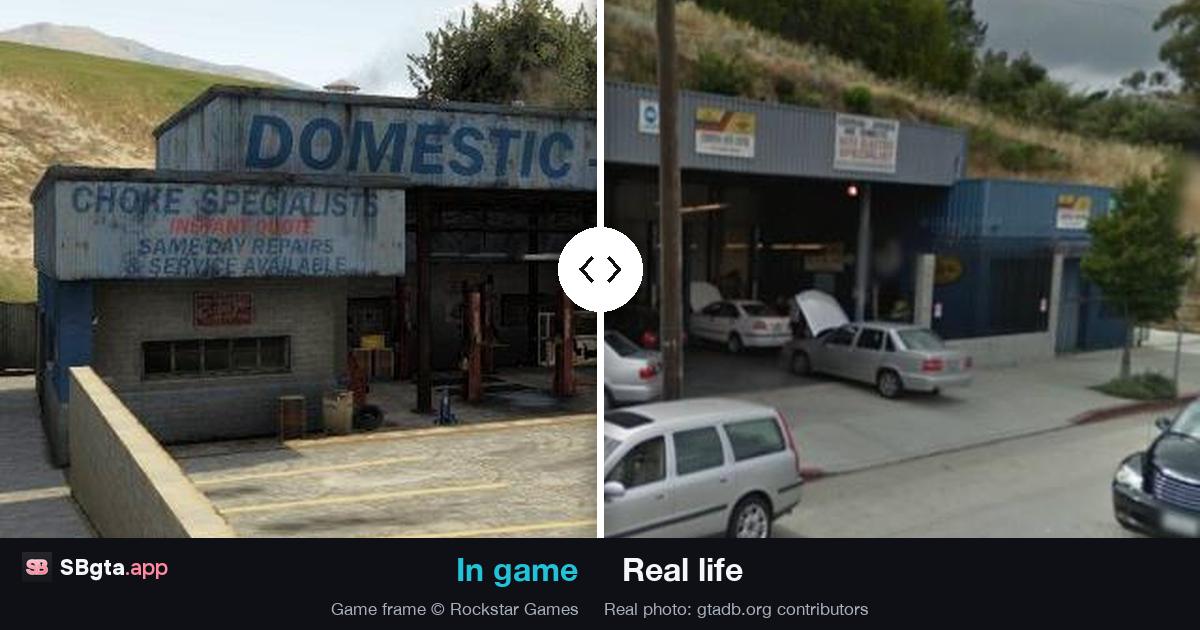 DOMESTIC -
CHOKE SPECIALISTS
INSTANT QUOTE
SAME DAY REPAIRS
& SERVICE AVAILABLE
SB SBgta.app
In game
Real life
Game frame © Rockstar Games
Real photo: gtadb.org contributors